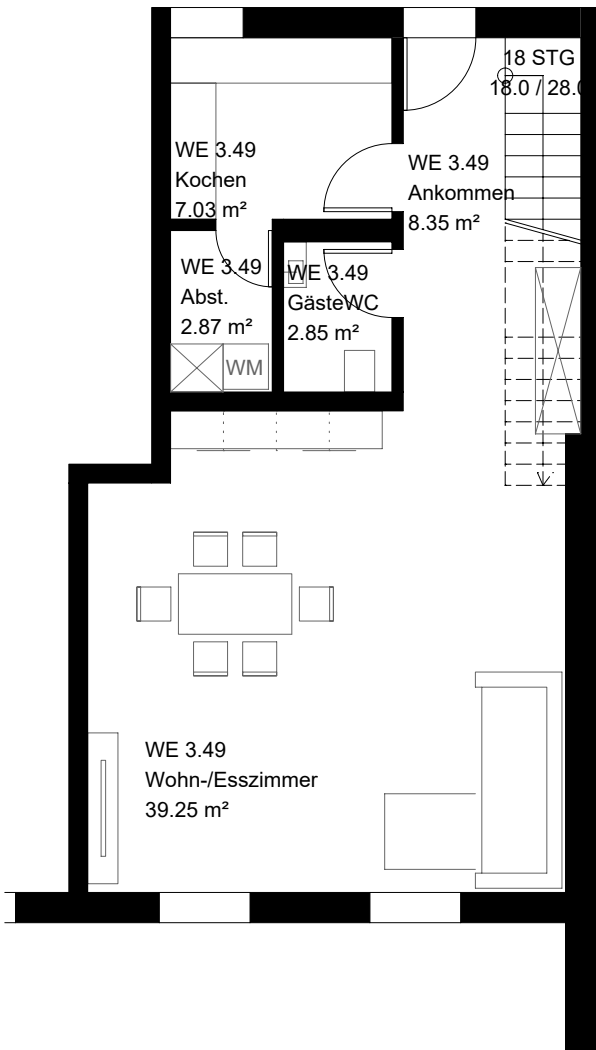 18 STG
18.0 / 28.0
WE 3.49
Kochen
7.03 m²
WE 3.49
Ankommen
8.35 m²
WE 3.49
Abst.
2.87 m²
WE 3.49
GästeWC
2.85 m²
WM
WE 3.49
Wohn-/Esszimmer
39.25 m²